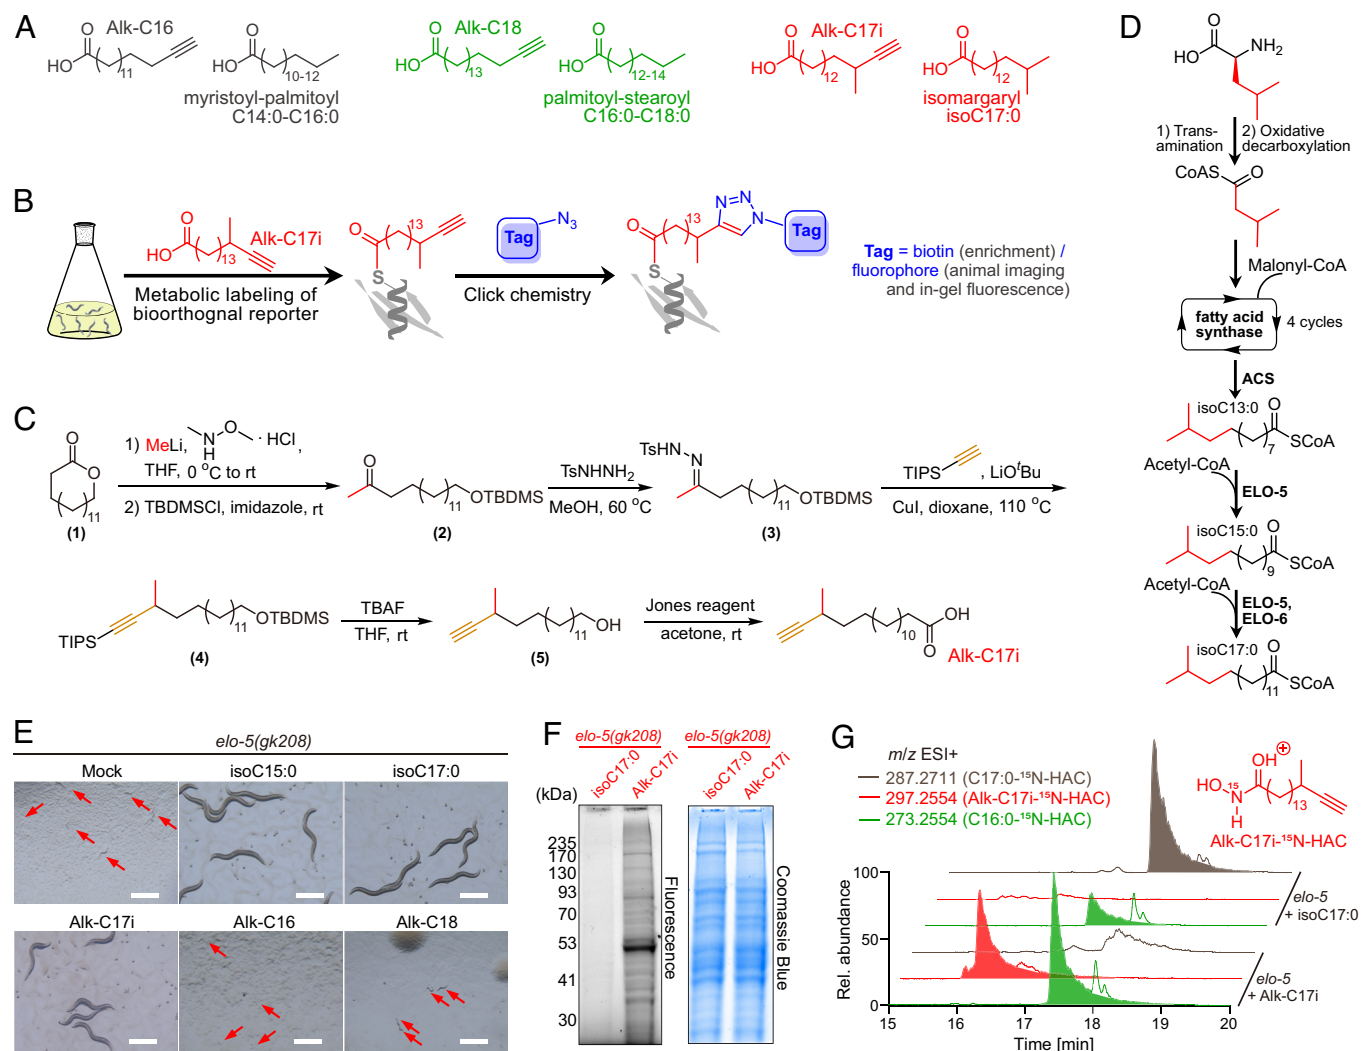 A
O
HO
11
Alk-C16
O
HO
10-12
myristoyl-palmitoyl
C14:0-C16:0
O
HO
13
Alk-C18
O
HO
12-14
palmitoyl-stearoyl
C16:0-C18:0
O
HO
12
Alk-C17i
O
HO
12
isomargaryl
isoC17:0
B
O
HO
13
Alk-C17i
Metabolic labeling of
bioorthognal reporter
O
13
S
Tag
N3
Click chemistry
O
13
S
N
N
N
Tag
Tag = biotin (enrichment) /
fluorophore (animal imaging
and in-gel fluorescence)
C
O
O
11
(1)
1) MeLi,
N
H
O
· HCl,
THF, 0 °C to rt
2) TBDMSCl, imidazole, rt
O
11
OTBDMS
(2)
TsNHNH2
MeOH, 60 °C
TsHN
N
11
OTBDMS
(3)
TIPS
, LiOtBu
CuI, dioxane, 110 °C
TIPS
11
OTBDMS
(4)
TBAF
THF, rt
11
OH
(5)
Jones reagent
acetone, rt
10
OH
O
Alk-C17i
D
O
HO
NH2
1) Trans-
amination
2) Oxidative
decarboxylation
CoAS
O
Malonyl-CoA
fatty acid
synthase
4 cycles
ACS
isoC13:0
O
7
SCoA
Acetyl-CoA
ELO-5
isoC15:0
O
9
SCoA
Acetyl-CoA
ELO-5,
ELO-6
isoC17:0
O
11
SCoA
E
elo-5(gk208)
Mock
isoC15:0
isoC17:0
Alk-C17i
Alk-C16
Alk-C18
F
elo-5(gk208)
elo-5(gk208)
isoC17:0
Alk-C17i
isoC17:0
Alk-C17i
(kDa)
235
170
130
93
70
53
41
30
Fluorescence
Coomassie Blue
G
m/z ESI+
287.2711 (C17:0-15N-HAC)
297.2554 (Alk-C17i-15N-HAC)
273.2554 (C16:0-15N-HAC)
OH
+
HO
15
N
H
13
Alk-C17i-15N-HAC
Rel. abundance
100
50
0
elo-5
+ isoC17:0
elo-5
+ Alk-C17i
15
16
17
18
19
20
Time [min]